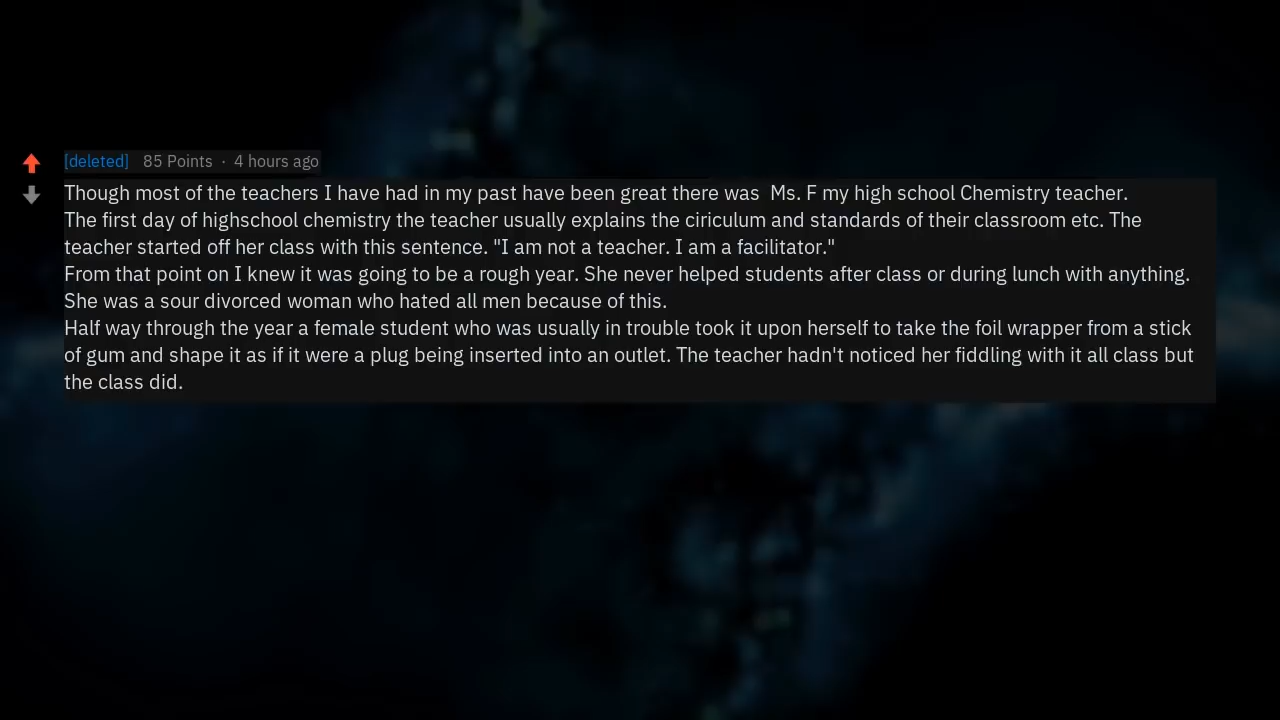 [deleted] 85 Points · 4 hours ago
Though most of the teachers I have had in my past have been great there was  Ms. F my high school Chemistry teacher.
The first day of highschool chemistry the teacher usually explains the ciriculum and standards of their classroom etc. The
teacher started off her class with this sentence. "I am not a teacher. I am a facilitator."
From that point on I knew it was going to be a rough year. She never helped students after class or during lunch with anything.
She was a sour divorced woman who hated all men because of this.
Half way through the year a female student who was usually in trouble took it upon herself to take the foil wrapper from a stick
of gum and shape it as if it were a plug being inserted into an outlet. The teacher hadn't noticed her fiddling with it all class but
the class did.